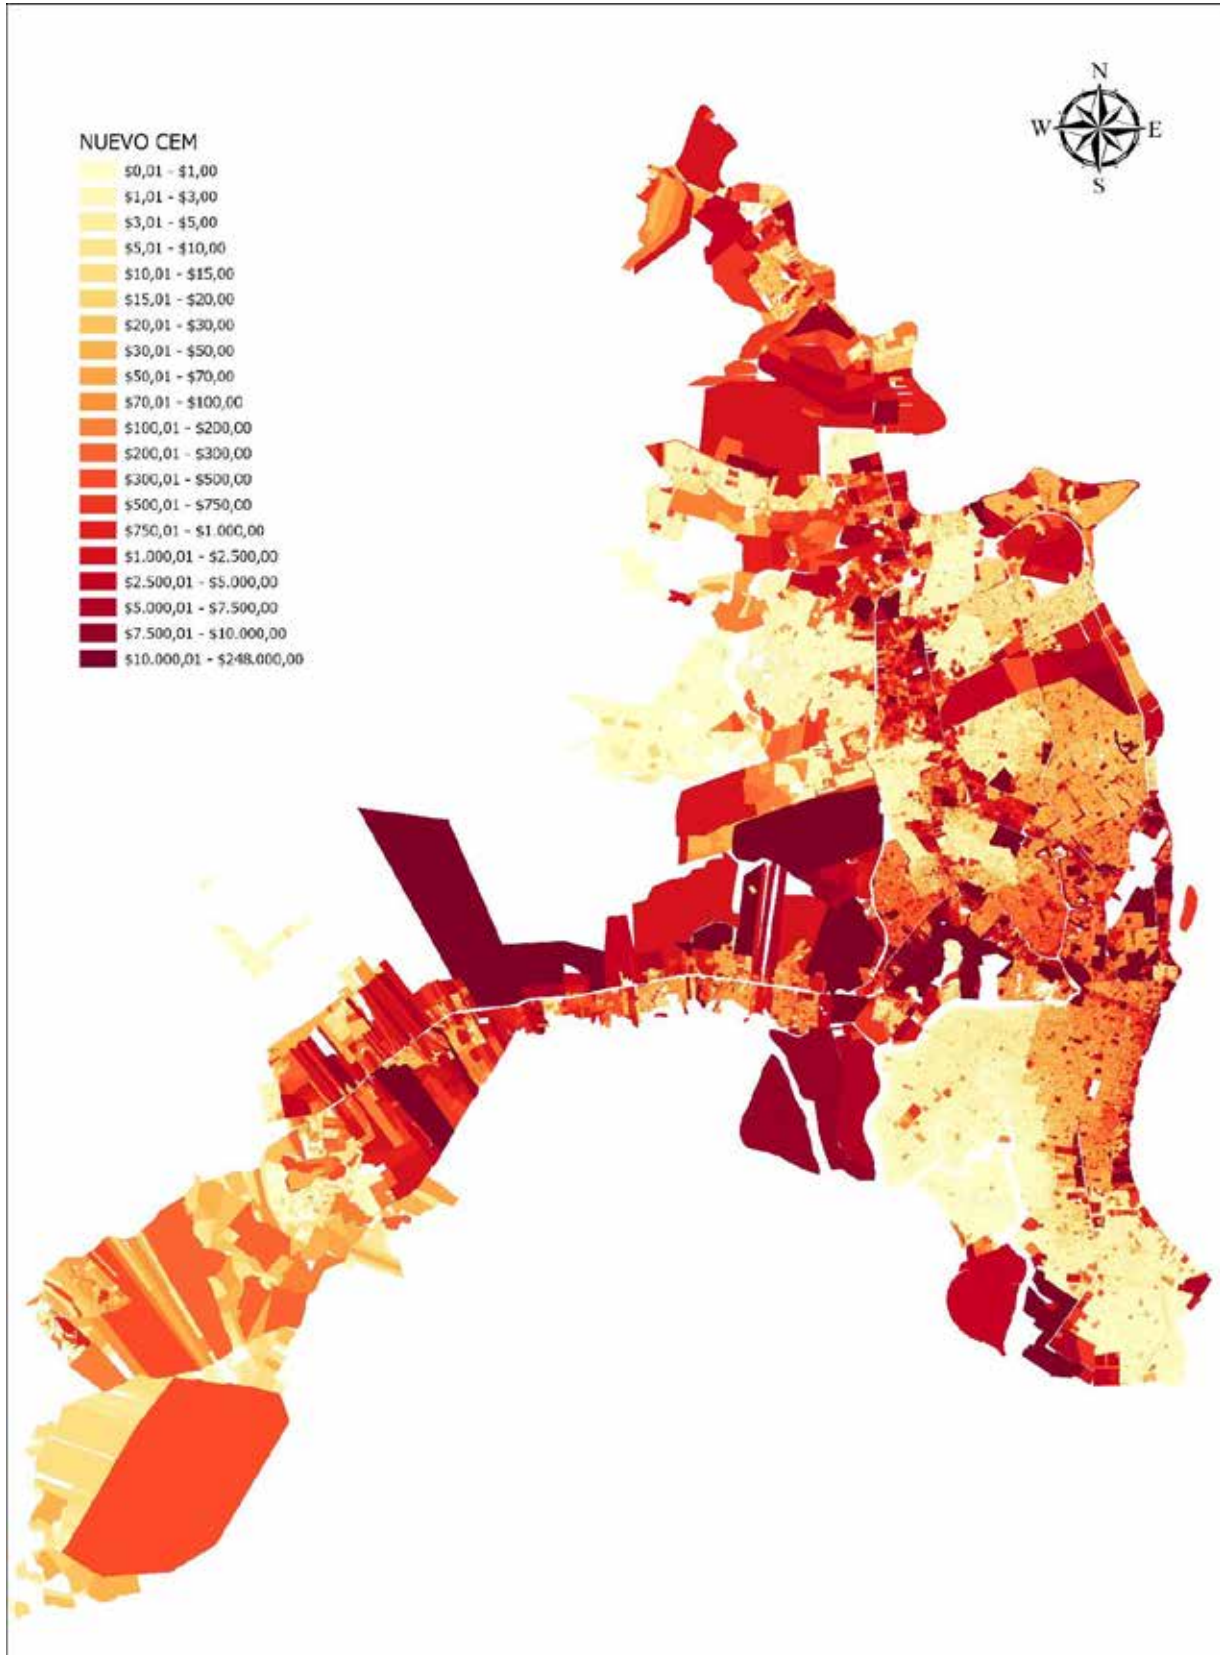 N
W E
S
NUEVO CEM
$0,01 - $1,00
$1,01 - $3,00
$3,01 - $5,00
$5,01 - $10,00
$10,01 - $15,00
$15,01 - $20,00
$20,01 - $30,00
$30,01 - $50,00
$50,01 - $70,00
$70,01 - $100,00
$100,01 - $200,00
$200,01 - $300,00
$300,01 - $500,00
$500,01 - $750,00
$750,01 - $1.000,00
$1.000,01 - $2.500,00
$2.500,01 - $5.000,00
$5.000,01 - $7.500,00
$7.500,01 - $10.000,00
$10.000,01 - $248.000,00